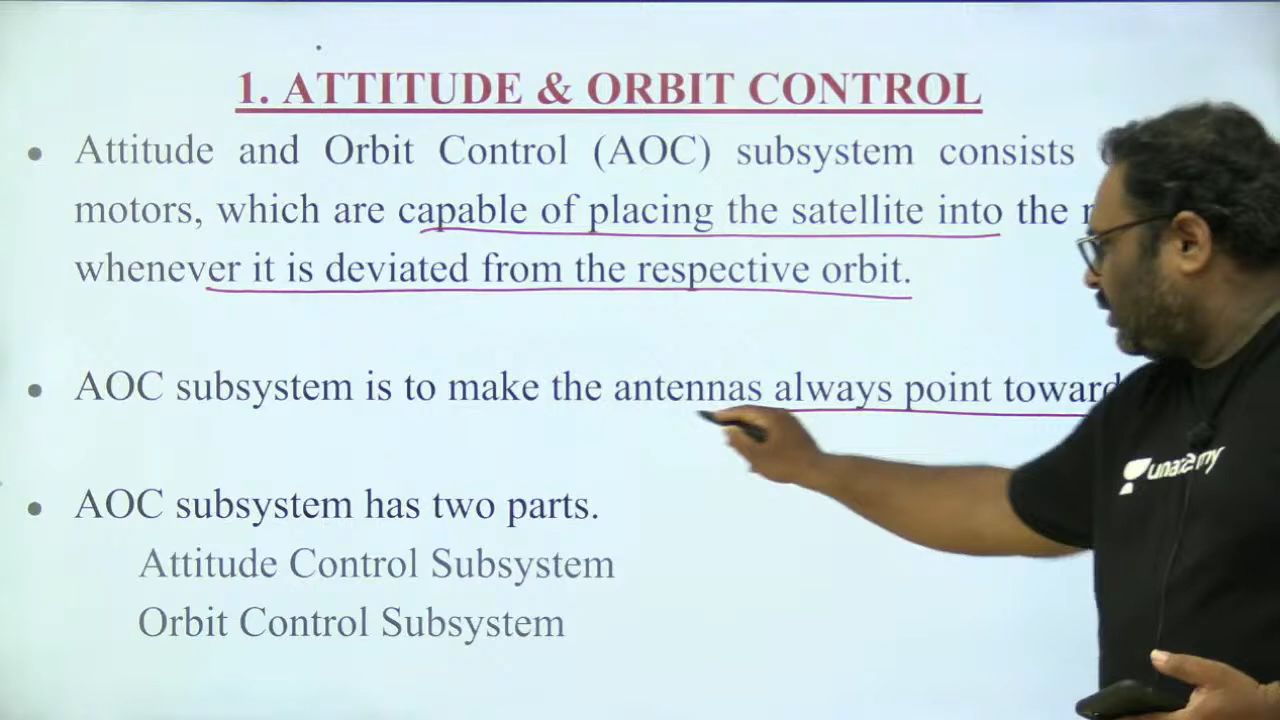 1. ATTITUDE & ORBIT CONTROL
• Attitude and Orbit Control (AOC) subsystem consists
motors, which are capable of placing the satellite into the
whenever it is deviated from the respective orbit.
• AOC subsystem is to make the antennas always point
• AOC subsystem has two parts.
Attitude Control Subsystem
Orbit Control Subsystem